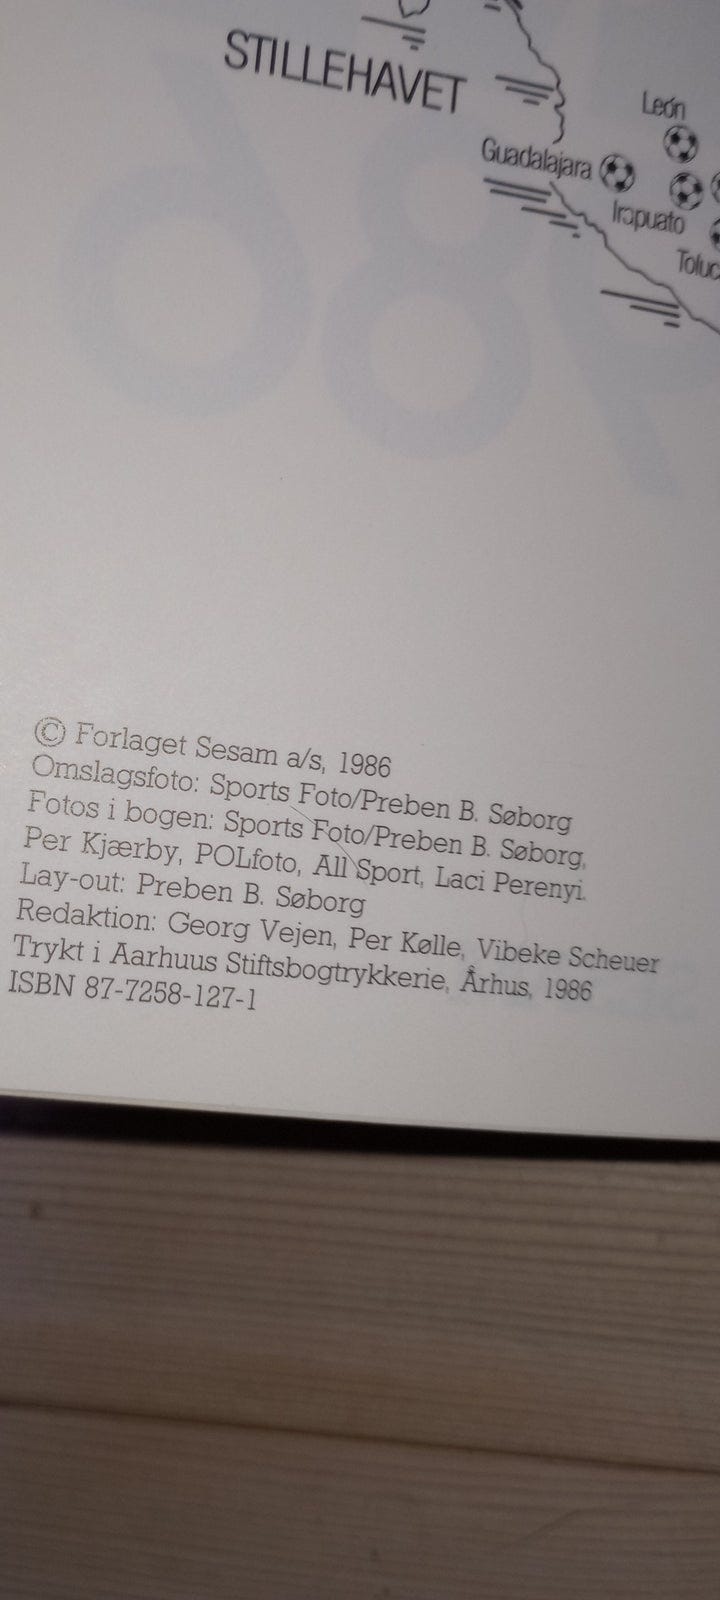 STILLEHAVET
León
Guadalajara
Irapuato
Toluc
© Forlaget Sesam a/s, 1986
Omslagsfoto: Sports Foto/Preben B. Søborg
Fotos i bogen: Sports Foto/Preben B. Søborg,
Per Kjærby, POLfoto, All Sport, Laci Perenyi.
Lay-out: Preben B. Søborg
Redaktion: Georg Vejen, Per Kølle, Vibeke Scheuer
Trykt i Aarhuus Stiftsbogtrykkerie, Århus, 1986
ISBN 87-7258-127-1